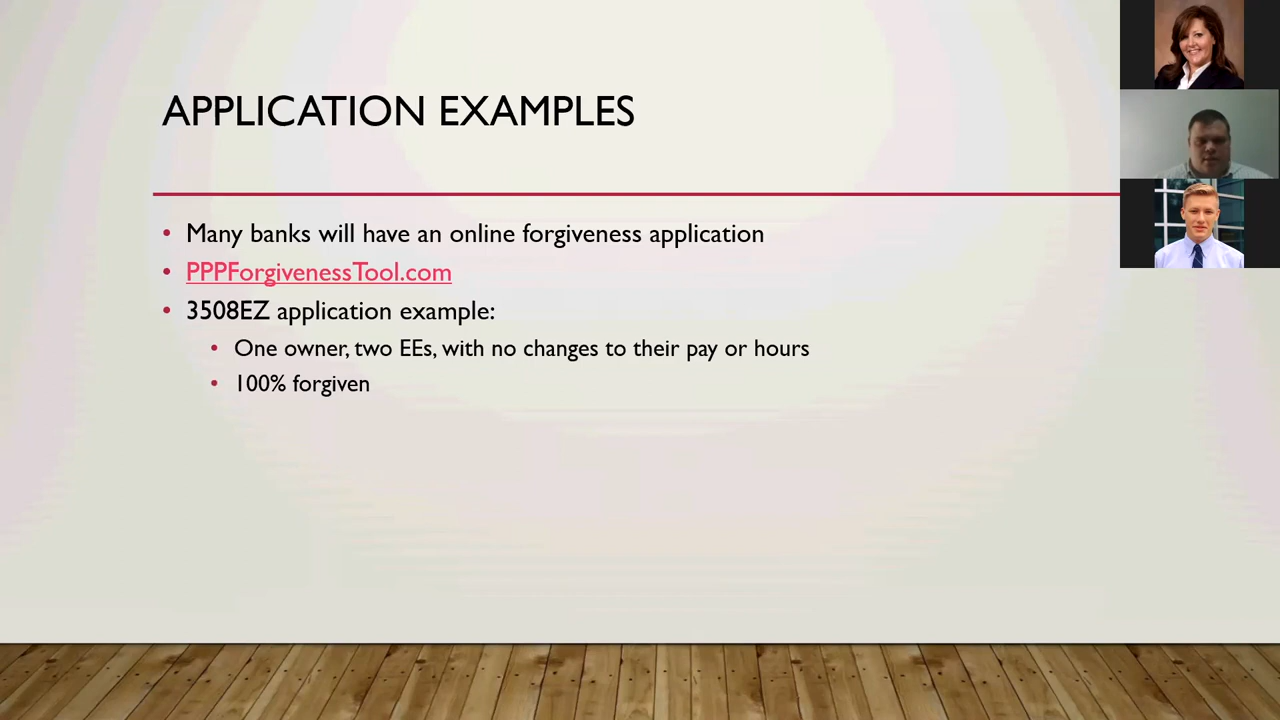 APPLICATION EXAMPLES
• Many banks will have an online forgiveness application
• PPPForgivenessTool.com
• 3508EZ application example:
• One owner, two EEs, with no changes to their pay or hours
• 100% forgiven